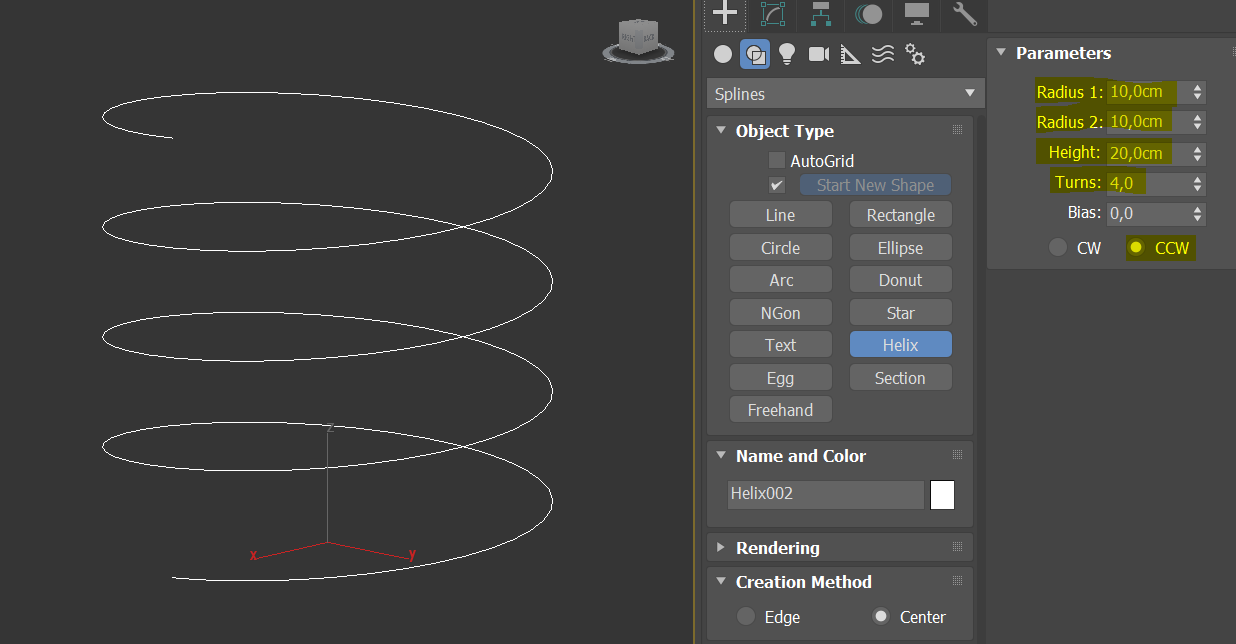 Parameters
Splines
Radius 1: 10,0cm
Object Type
Radius 2: 10,0cm
AutoGrid
Height: 20,0cm
Start New Shape
Turns: 4,0
Line
Rectangle
Bias: 0,0
Circle
Ellipse
CW
CCW
Arc
Donut
NGon
Star
Text
Helix
Egg
Section
Freehand
Name and Color
Helix002
Rendering
Creation Method
Edge
Center
z
x
y